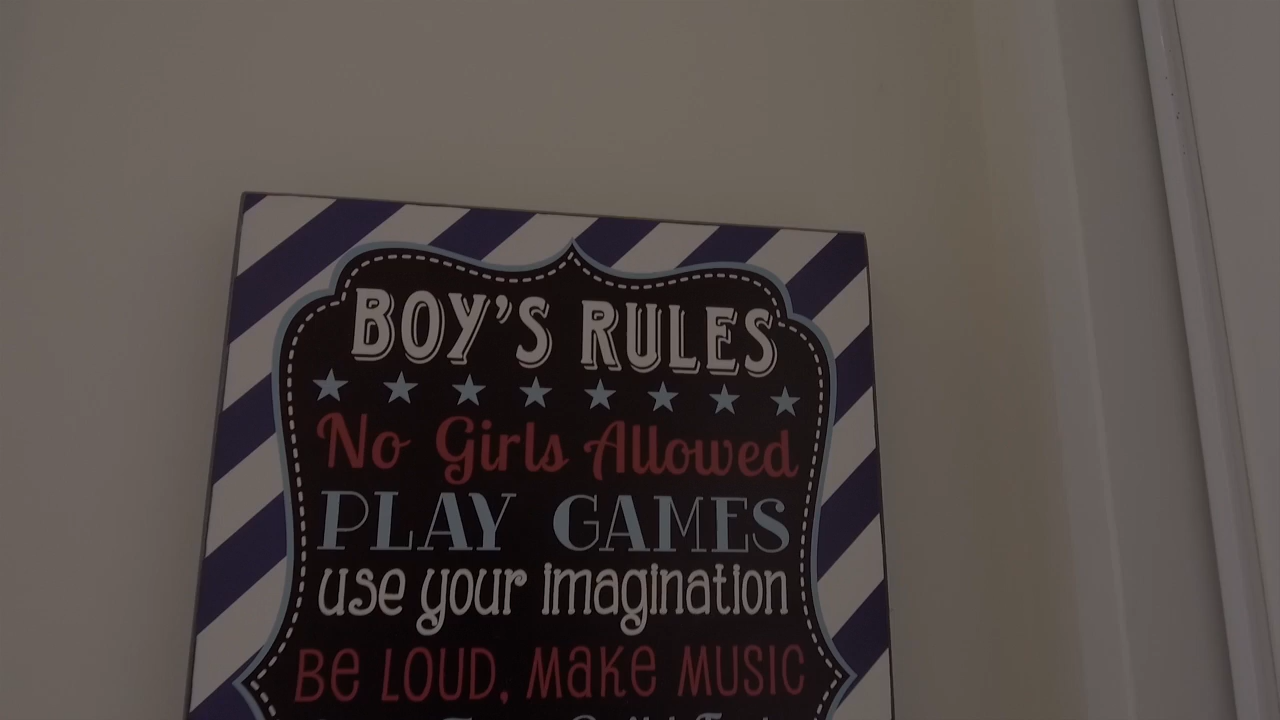 BOY'S RULES
No Girls Allowed
PLAY GAMES
use your imagination
Be LOUD, Make MUSIC